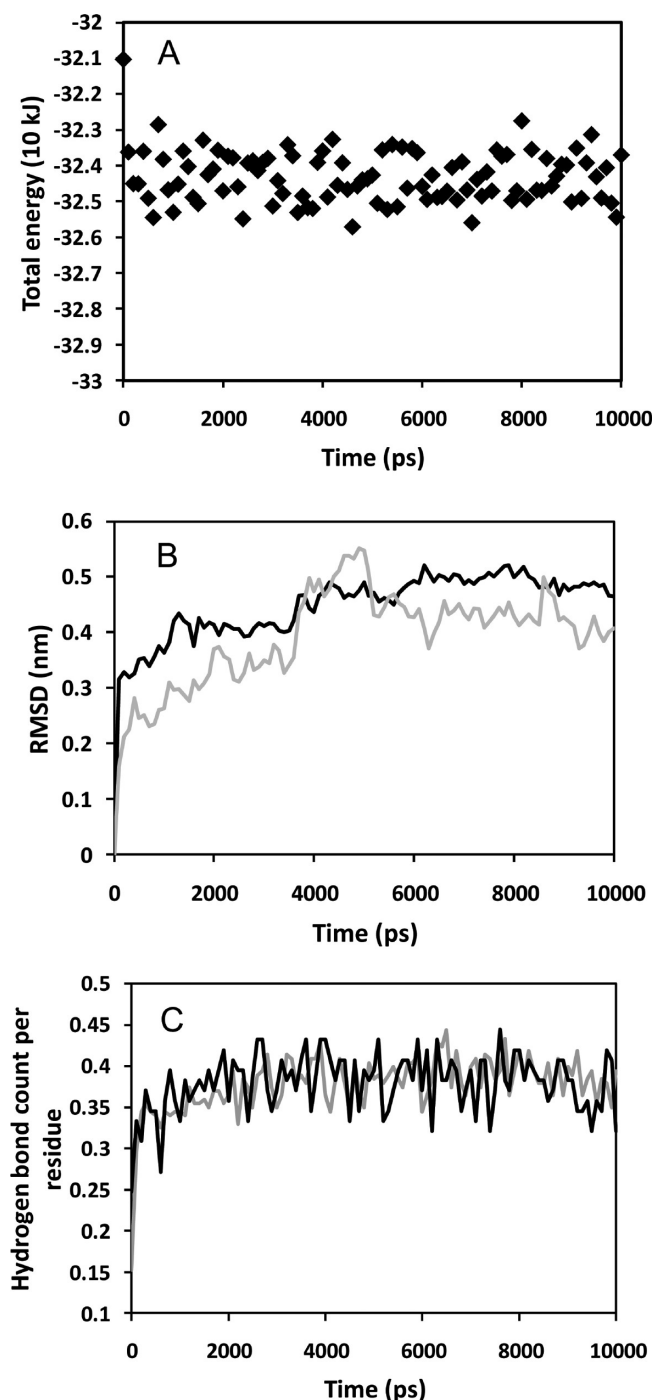 A
Total energy (10 kJ)
-32
-32.1
-32.2
-32.3
-32.4
-32.5
-32.6
-32.7
-32.8
-32.9
-33
0 2000 4000 6000 8000 10000
Time (ps)
B
RMSD (nm)
0.6
0.5
0.4
0.3
0.2
0.1
0
0 2000 4000 6000 8000 10000
Time (ps)
C
Hydrogen bond count per
residue
0.5
0.45
0.4
0.35
0.3
0.25
0.2
0.15
0.1
0 2000 4000 6000 8000 10000
Time (ps)